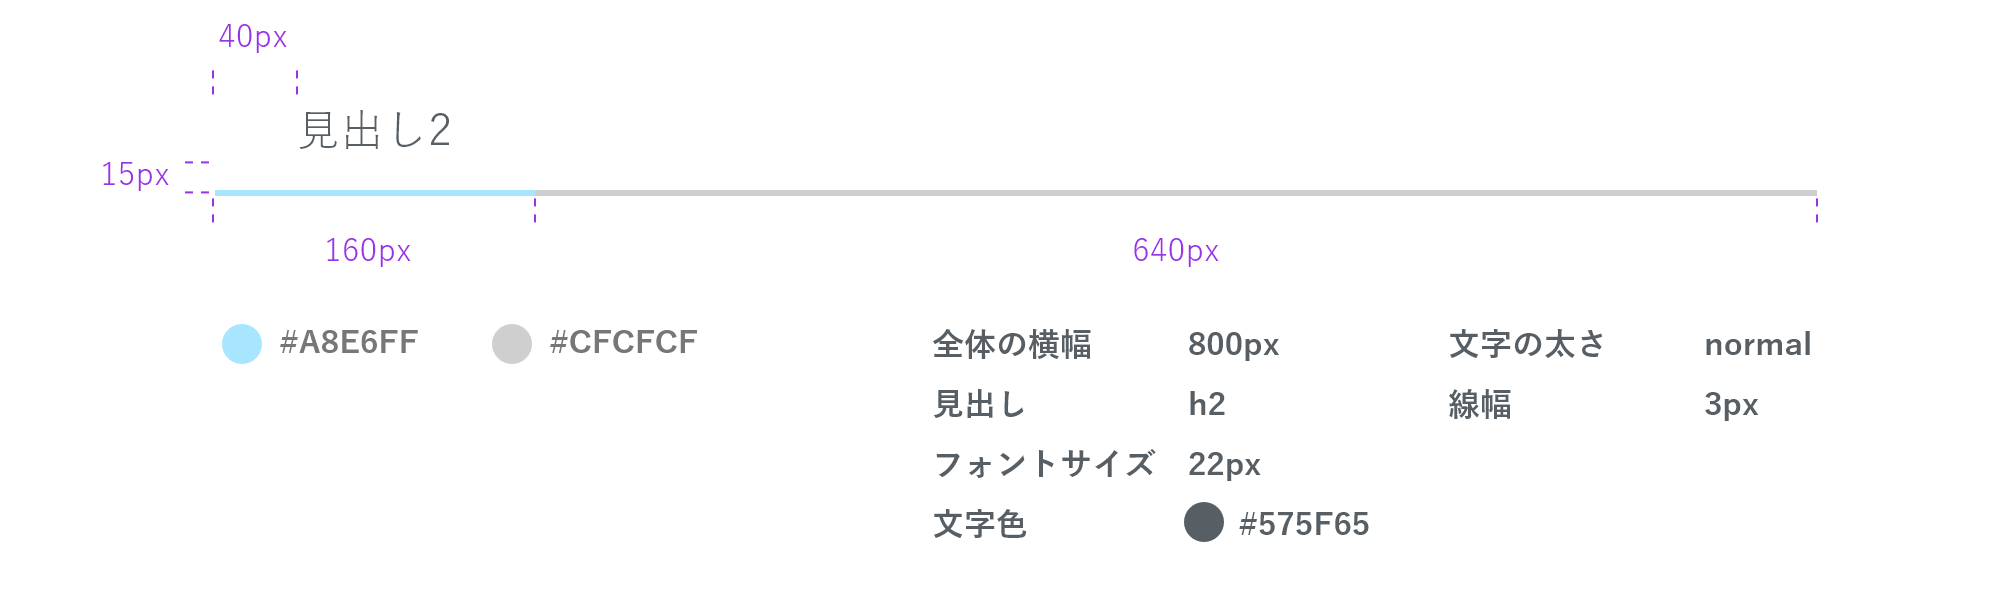 40px
見出し2
15px
160px 640px
#A8E6FF #CFCFCF 全体の横幅 800px 文字の太さ normal
見出し h2 線幅 3px
フォントサイズ 22px
文字色 #575F65